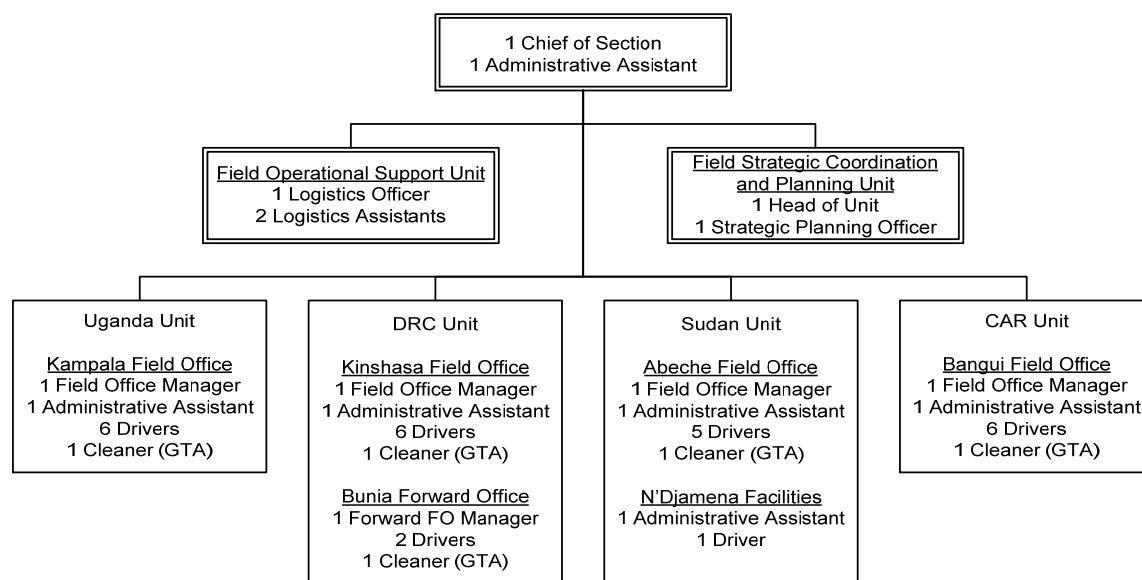 1 Chief of Section
1 Administrative Assistant
Field Operational Support Unit
1 Logistics Officer
2 Logistics Assistants
Field Strategic Coordination
and Planning Unit
1 Head of Unit
1 Strategic Planning Officer
Uganda Unit
Kampala Field Office
1 Field Office Manager
1 Administrative Assistant
6 Drivers
1 Cleaner (GTA)
DRC Unit
Kinshasa Field Office
1 Field Office Manager
1 Administrative Assistant
6 Drivers
1 Cleaner (GTA)
Bunia Forward Office
1 Forward FO Manager
2 Drivers
1 Cleaner (GTA)
Sudan Unit
Abeche Field Office
1 Field Office Manager
1 Administrative Assistant
5 Drivers
1 Cleaner (GTA)
N'Djamena Facilities
1 Administrative Assistant
1 Driver
CAR Unit
Bangui Field Office
1 Field Office Manager
1 Administrative Assistant
6 Drivers
1 Cleaner (GTA)